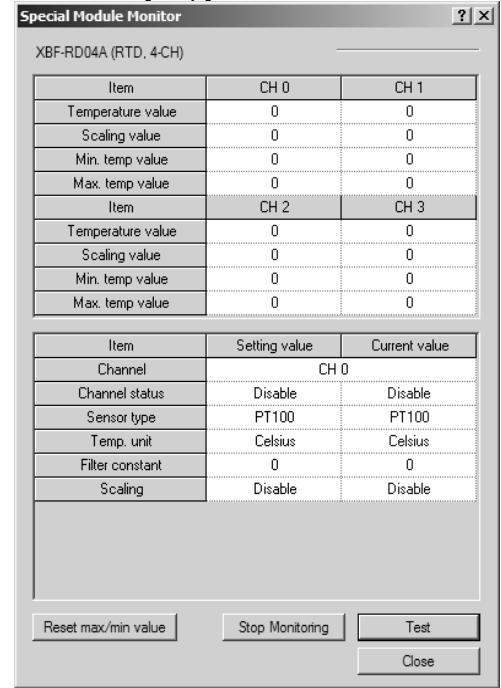 Special Module Monitor ? ×
XBF-RD04A (RTD, 4-CH)
Item CH 0 CH 1
Temperature value 0 0
Scaling value 0 0
Min. temp value 0 0
Max. temp value 0 0
Item CH 2 CH 3
Temperature value 0 0
Scaling value 0 0
Min. temp value 0 0
Max. temp value 0 0
Item Setting value Current value
Channel CH 0
Channel status Disable Disable
Sensor type PT100 PT100
Temp. unit Celsius Celsius
Filter constant 0 0
Scaling Disable Disable
Reset max/min value Stop Monitoring Test
Close